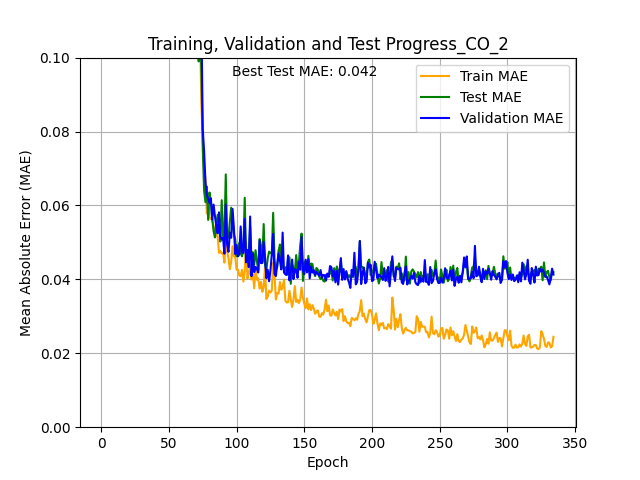 Training, Validation and Test Progress_CO_2
Best Test MAE: 0.042
Train MAE
Test MAE
Validation MAE
Mean Absolute Error (MAE)
0.10
0.08
0.06
0.04
0.02
0.00
0 50 100 150 200 250 300 350
Epoch